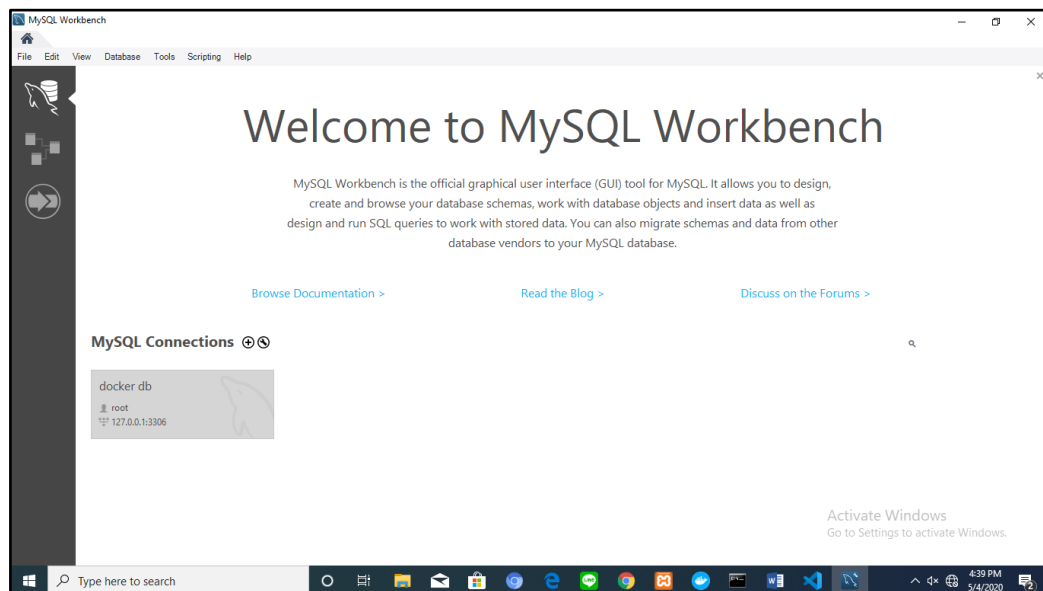 MySQL Workbench
File Edit View Database Tools Scripting Help
Welcome to MySQL Workbench
MySQL Workbench is the official graphical user interface (GUI) tool for MySQL. It allows you to design,
create and browse your database schemas, work with database objects and insert data as well as
design and run SQL queries to work with stored data. You can also migrate schemas and data from other
database vendors to your MySQL database.
Browse Documentation > Read the Blog > Discuss on the Forums >
MySQL Connections
docker db
root
127.0.0.1:3306
Activate Windows
Go to Settings to activate Windows.
Type here to search
4:39 PM
5/4/2020
2